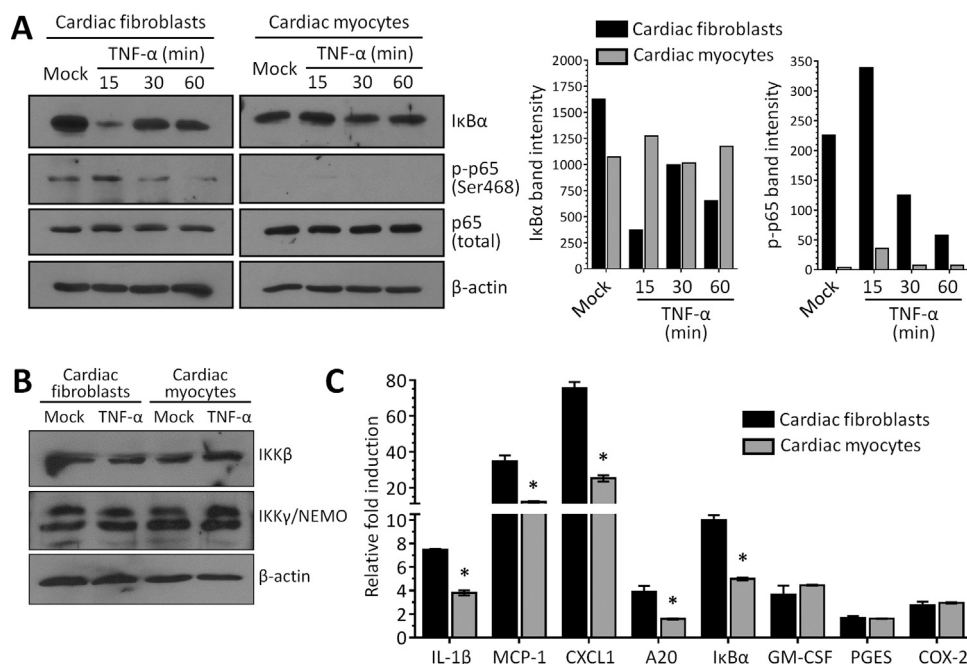 A
Cardiac fibroblasts
Cardiac myocytes
Mock
TNF-α (min)
15 30 60
Mock
TNF-α (min)
15 30 60
IκBα
p-p65
(Ser468)
p65
(total)
β-actin
Cardiac fibroblasts
Cardiac myocytes
IκBα band intensity
2000
1750
1500
1250
1000
750
500
250
0
Mock
15 30 60
TNF-α
(min)
p-p65 band intensity
350
300
250
200
150
100
50
0
Mock
15 30 60
TNF-α
(min)
B
Cardiac
fibroblasts
Cardiac
myocytes
Mock TNF-α Mock TNF-α
IKKβ
IKKγ/NEMO
β-actin
C
Relative fold induction
80
60
40
20
10
8
6
4
2
0
Cardiac fibroblasts
Cardiac myocytes
* * * * *
IL-1β MCP-1 CXCL1 A20 IκBα GM-CSF PGES COX-2